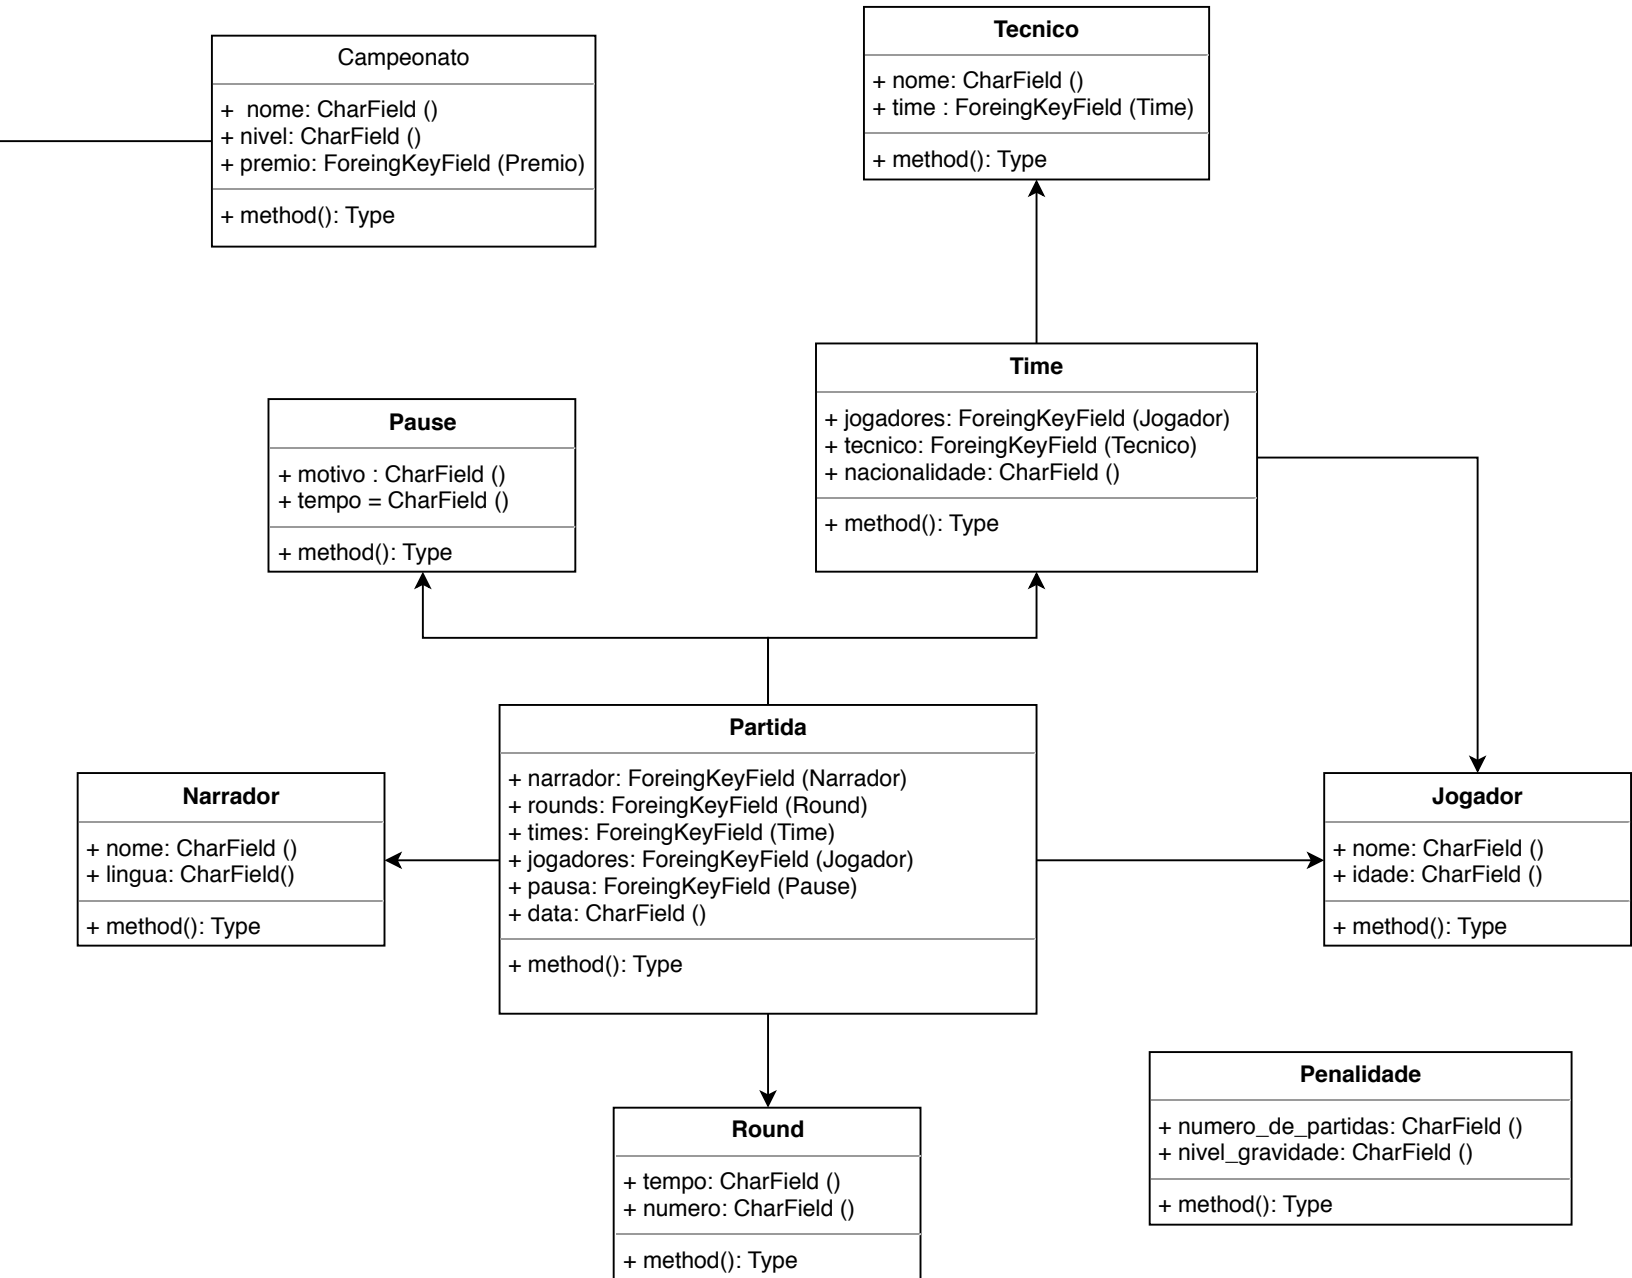 Campeonato
+  nome: CharField ()
+ nivel: CharField ()
+ premio: ForeingKeyField (Premio)
+ method(): Type
Tecnico
+ nome: CharField ()
+ time : ForeingKeyField (Time)
+ method(): Type
Time
+ jogadores: ForeingKeyField (Jogador)
+ tecnico: ForeingKeyField (Tecnico)
+ nacionalidade: CharField ()
+ method(): Type
Pause
+ motivo : CharField ()
+ tempo = CharField ()
+ method(): Type
Partida
+ narrador: ForeingKeyField (Narrador)
+ rounds: ForeingKeyField (Round)
+ times: ForeingKeyField (Time)
+ jogadores: ForeingKeyField (Jogador)
+ pausa: ForeingKeyField (Pause)
+ data: CharField ()
+ method(): Type
Narrador
+ nome: CharField ()
+ lingua: CharField()
+ method(): Type
Jogador
+ nome: CharField ()
+ idade: CharField ()
+ method(): Type
Penalidade
+ numero_de_partidas: CharField ()
+ nivel_gravidade: CharField ()
+ method(): Type
Round
+ tempo: CharField ()
+ numero: CharField ()
+ method(): Type